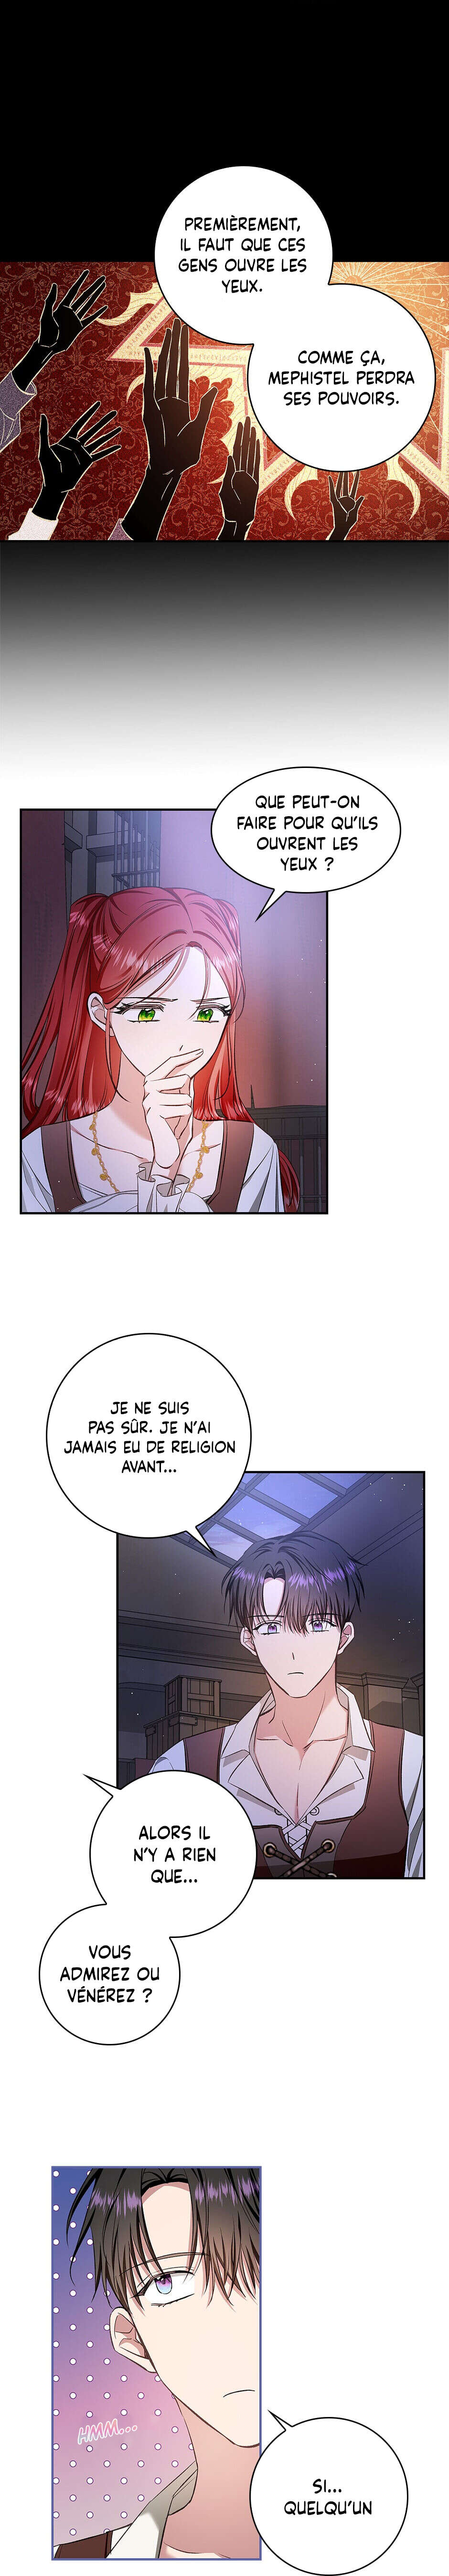 PREMIÈREMENT,
IL FAUT QUE CES
GENS OUVRE LES
YEUX.
COMME ÇA,
MEPHISTEL PERDRA
SES POUVOIRS.
QUE PEUT-ON
FAIRE POUR QU'ILS
OUVRENT LES
YEUX ?
JE NE SUIS
PAS SÛR. JE N'AI
JAMAIS EU DE RELIGION
AVANT...
ALORS IL
N'Y A RIEN
QUE...
VOUS
ADMIREZ OU
VÉNÉREZ ?
HMM...
SI...
QUELQU'UN